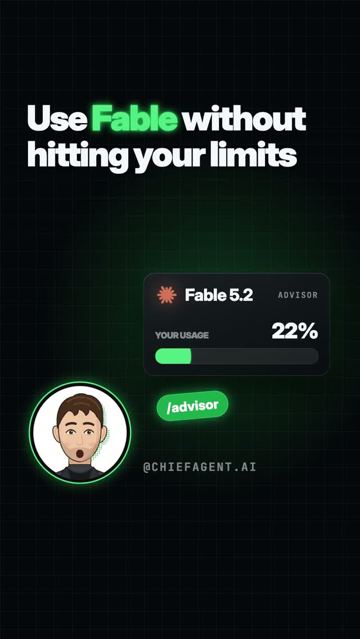 Use Fable without
hitting your limits
Fable 5.2 ADVISOR
YOUR USAGE 22%
/advisor
@CHIEFAGENT.AI